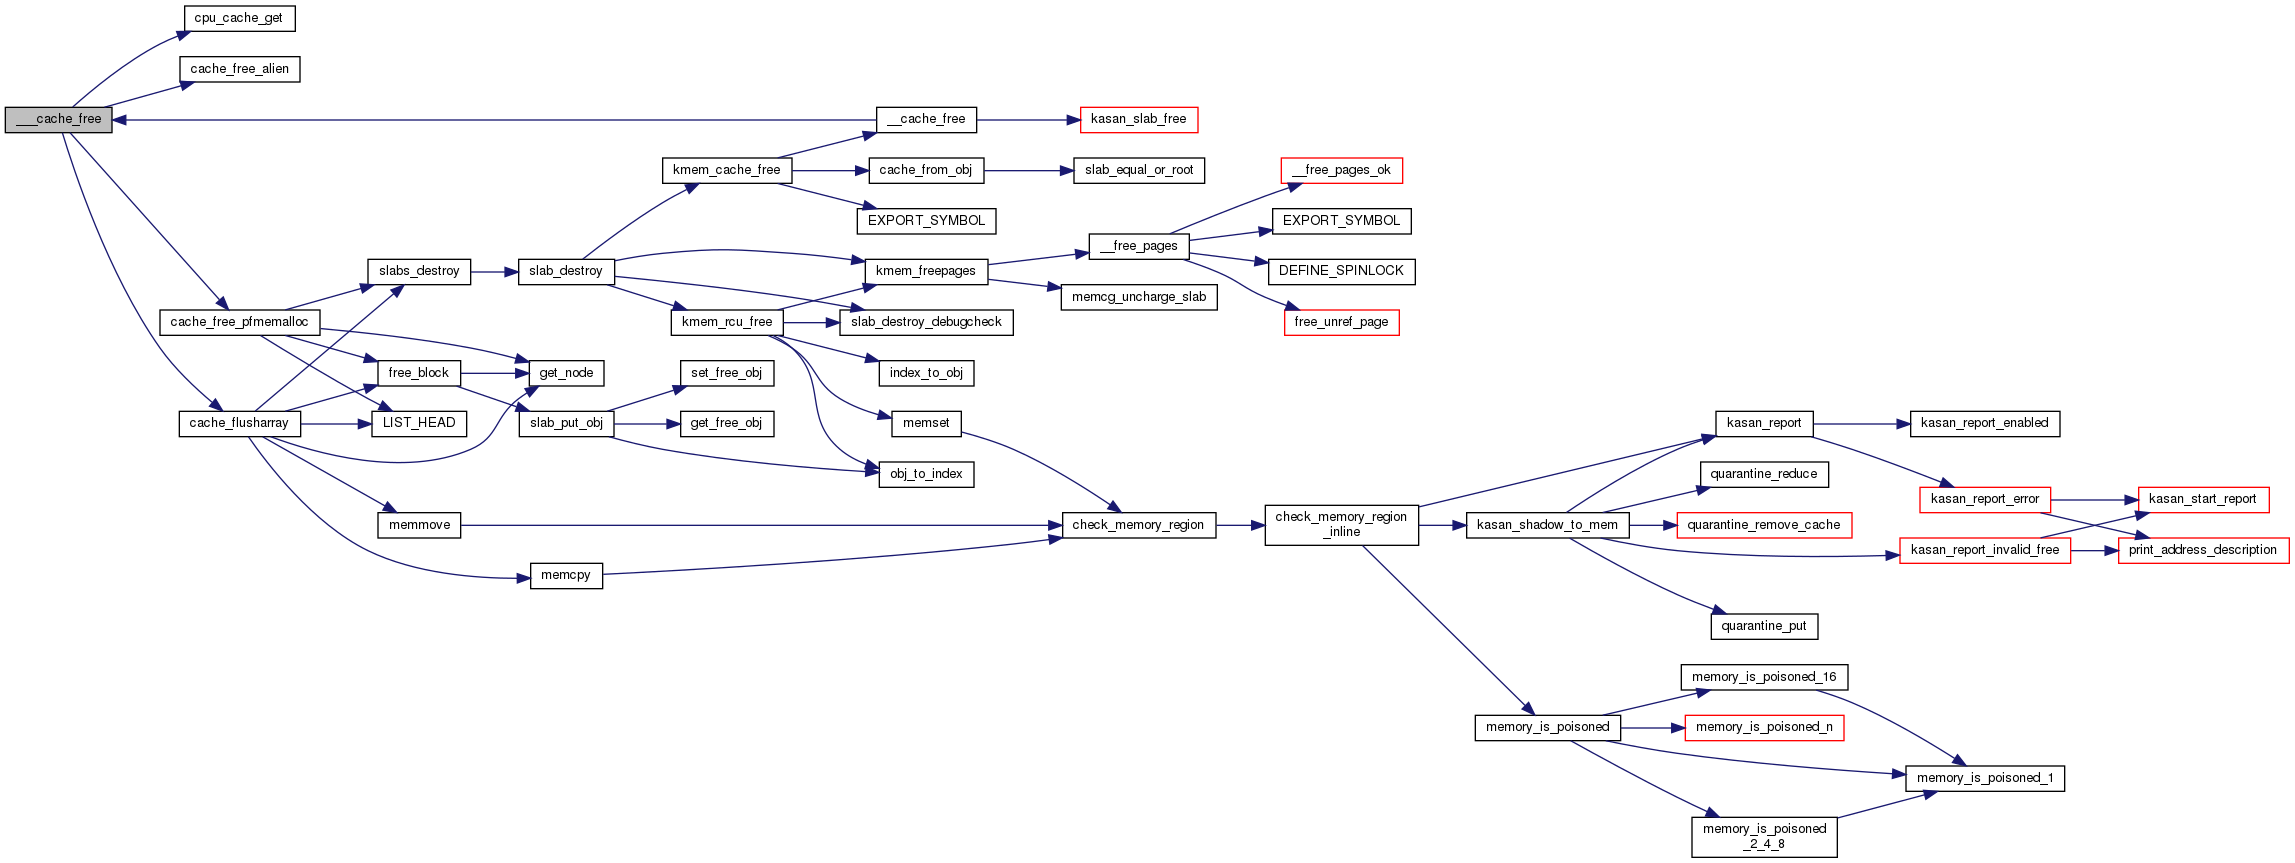 cpu_cache_get
cache_free_alien
___cache_free
__cache_free
kasan_slab_free
kmem_cache_free
cache_from_obj
slab_equal_or_root
__free_pages_ok
EXPORT_SYMBOL
EXPORT_SYMBOL
__free_pages
slabs_destroy
slab_destroy
kmem_freepages
DEFINE_SPINLOCK
memcg_uncharge_slab
cache_free_pfmemalloc
kmem_rcu_free
slab_destroy_debugcheck
free_unref_page
free_block
get_node
set_free_obj
index_to_obj
cache_flusharray
LIST_HEAD
slab_put_obj
get_free_obj
memset
kasan_report
kasan_report_enabled
obj_to_index
quarantine_reduce
kasan_report_error
kasan_start_report
memmove
check_memory_region
check_memory_region
_inline
kasan_shadow_to_mem
quarantine_remove_cache
kasan_report_invalid_free
print_address_description
memcpy
quarantine_put
memory_is_poisoned_16
memory_is_poisoned
memory_is_poisoned_n
memory_is_poisoned_1
memory_is_poisoned
_2_4_8